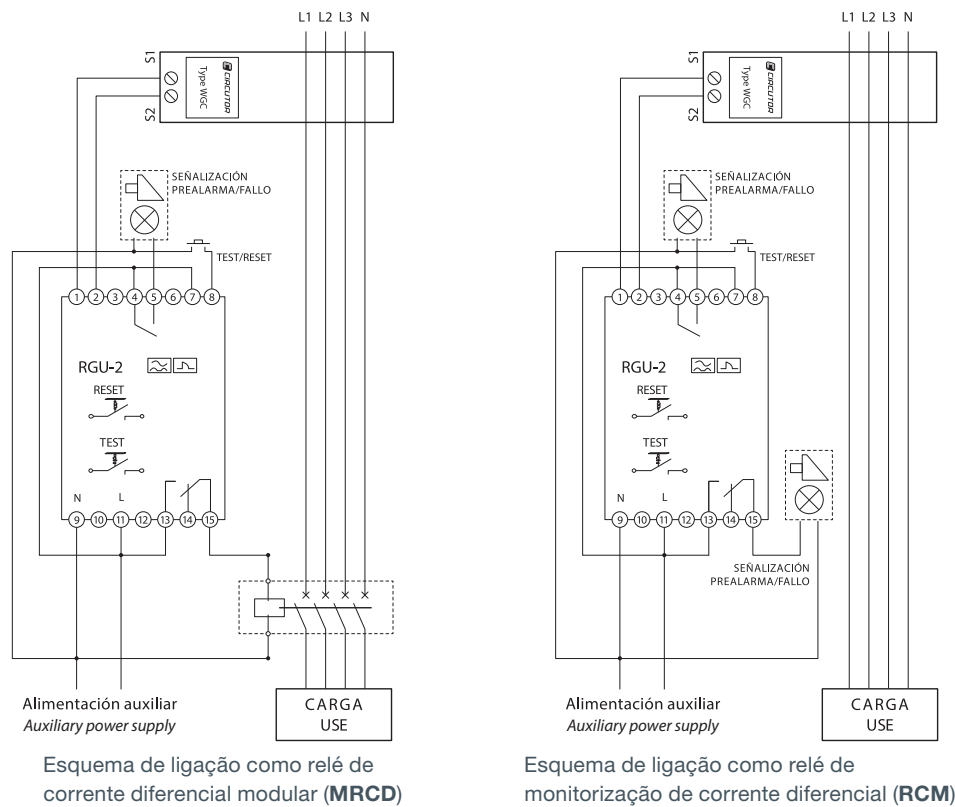 L1 L2 L3 N
S1
CIRCUTOR
Type WGC
S2
SEÑALIZACIÓN
PREALARMA/FALLO
TEST/RESET
1 2 3 4 5 6 7 8
RGU-2
RESET
TEST
N L
9 10 11 12 13 14 15
Alimentación auxiliar
Auxiliary power supply
CARGA
USE
Esquema de ligação como relé de
corrente diferencial modular (MRCD)
L1 L2 L3 N
S1
CIRCUTOR
Type WGC
S2
SEÑALIZACIÓN
PREALARMA/FALLO
TEST/RESET
1 2 3 4 5 6 7 8
RGU-2
RESET
TEST
N L
9 10 11 12 13 14 15
SEÑALIZACIÓN
PREALARMA/FALLO
Alimentación auxiliar
Auxiliary power supply
CARGA
USE
Esquema de ligação como relé de
monitorização de corrente diferencial (RCM)